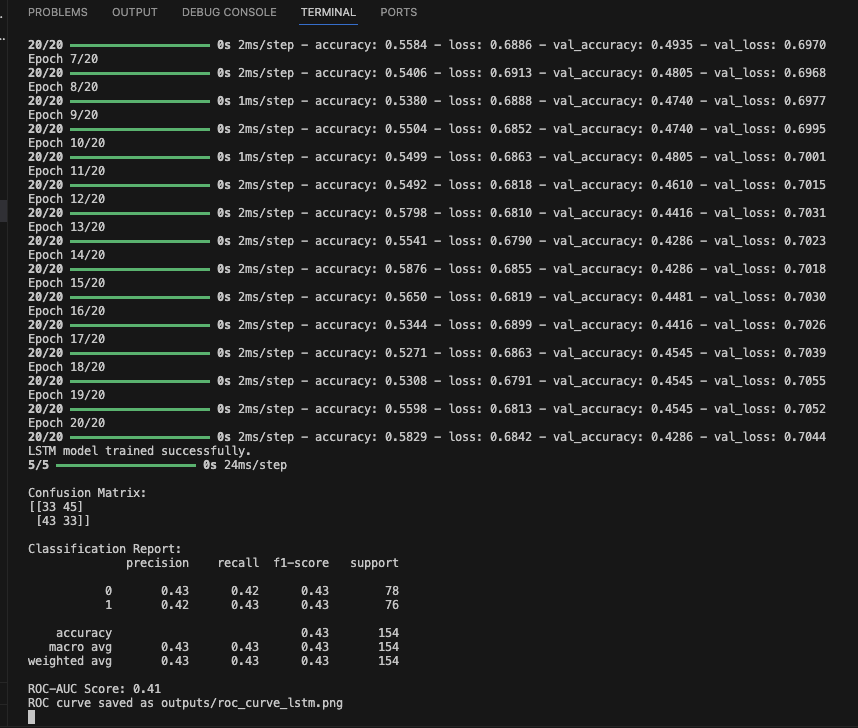 PROBLEMS OUTPUT DEBUG CONSOLE TERMINAL PORTS
20/20 0s 2ms/step - accuracy: 0.5584 - loss: 0.6886 - val_accuracy: 0.4935 - val_loss: 0.6970
Epoch 7/20
20/20 0s 2ms/step - accuracy: 0.5406 - loss: 0.6913 - val_accuracy: 0.4805 - val_loss: 0.6968
Epoch 8/20
20/20 0s 1ms/step - accuracy: 0.5380 - loss: 0.6888 - val_accuracy: 0.4740 - val_loss: 0.6977
Epoch 9/20
20/20 0s 2ms/step - accuracy: 0.5504 - loss: 0.6852 - val_accuracy: 0.4740 - val_loss: 0.6995
Epoch 10/20
20/20 0s 1ms/step - accuracy: 0.5499 - loss: 0.6863 - val_accuracy: 0.4805 - val_loss: 0.7001
Epoch 11/20
20/20 0s 2ms/step - accuracy: 0.5492 - loss: 0.6818 - val_accuracy: 0.4610 - val_loss: 0.7015
Epoch 12/20
20/20 0s 2ms/step - accuracy: 0.5798 - loss: 0.6810 - val_accuracy: 0.4416 - val_loss: 0.7031
Epoch 13/20
20/20 0s 2ms/step - accuracy: 0.5541 - loss: 0.6790 - val_accuracy: 0.4286 - val_loss: 0.7023
Epoch 14/20
20/20 0s 2ms/step - accuracy: 0.5876 - loss: 0.6855 - val_accuracy: 0.4286 - val_loss: 0.7018
Epoch 15/20
20/20 0s 2ms/step - accuracy: 0.5650 - loss: 0.6819 - val_accuracy: 0.4481 - val_loss: 0.7030
Epoch 16/20
20/20 0s 2ms/step - accuracy: 0.5344 - loss: 0.6899 - val_accuracy: 0.4416 - val_loss: 0.7026
Epoch 17/20
20/20 0s 2ms/step - accuracy: 0.5271 - loss: 0.6863 - val_accuracy: 0.4545 - val_loss: 0.7039
Epoch 18/20
20/20 0s 2ms/step - accuracy: 0.5308 - loss: 0.6791 - val_accuracy: 0.4545 - val_loss: 0.7055
Epoch 19/20
20/20 0s 2ms/step - accuracy: 0.5598 - loss: 0.6813 - val_accuracy: 0.4545 - val_loss: 0.7052
Epoch 20/20
20/20 0s 2ms/step - accuracy: 0.5829 - loss: 0.6842 - val_accuracy: 0.4286 - val_loss: 0.7044
LSTM model trained successfully.
5/5 0s 24ms/step
Confusion Matrix:
[[33 45]
[43 33]]
Classification Report:
precision recall f1-score support
0 0.43 0.42 0.43 78
1 0.42 0.43 0.43 76
accuracy 0.43 154
macro avg 0.43 0.43 0.43 154
weighted avg 0.43 0.43 0.43 154
ROC-AUC Score: 0.41
ROC curve saved as outputs/roc_curve_lstm.png